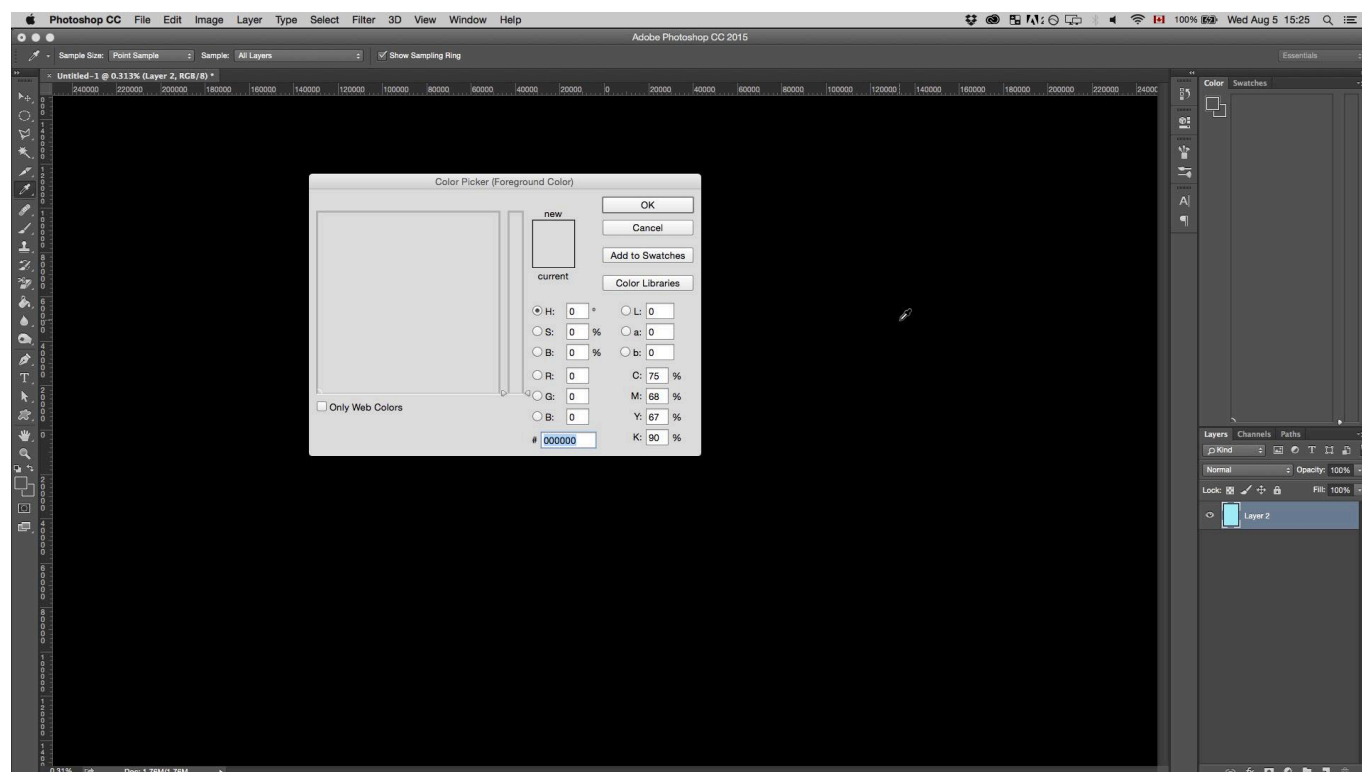 Photoshop CC File Edit Image Layer Type Select Filter 3D View Window Help 100% Wed Aug 5 15:25
Adobe Photoshop CC 2015
Sample Size: Point Sample Sample: All Layers Show Sampling Ring Essentials
× Untitled-1 @ 0.313% (Layer 2, RGB/8) *
240000 220000 200000 180000 160000 140000 120000 100000 80000 60000 40000 20000 0 20000 40000 60000 80000 100000 120000 140000 160000 180000 200000 220000 2400
Color Swatches
Color Picker (Foreground Color)
new
current
OK
Cancel
Add to Swatches
Color Libraries
H: 0 ° L: 0
S: 0 % a: 0
B: 0 % b: 0
R: 0 C: 75 %
G: 0 M: 68 %
B: 0 Y: 67 %
# 000000 K: 90 %
Only Web Colors
Layers Channels Paths
Kind
Normal Opacity: 100%
Lock: Fill: 100%
Layer 2
0.31% Doc: 1.76M/1.76M